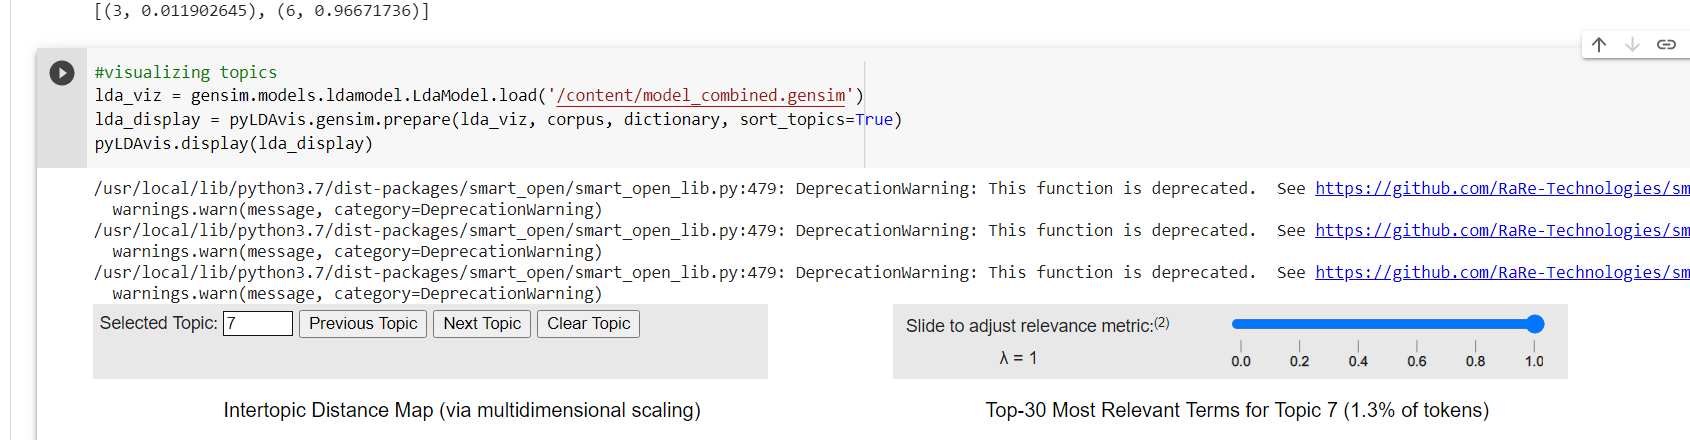 [(3, 0.011902645), (6, 0.96671736)]
#visualizing topics
lda_viz = gensim.models.ldamodel.LdaModel.load('/content/model_combined.gensim')
lda_display = pyLDAvis.gensim.prepare(lda_viz, corpus, dictionary, sort_topics=True)
pyLDAvis.display(lda_display)
/usr/local/lib/python3.7/dist-packages/smart_open/smart_open_lib.py:479: DeprecationWarning: This function is deprecated.  See https://github.com/RaRe-Technologies/sm
  warnings.warn(message, category=DeprecationWarning)
/usr/local/lib/python3.7/dist-packages/smart_open/smart_open_lib.py:479: DeprecationWarning: This function is deprecated.  See https://github.com/RaRe-Technologies/sm
  warnings.warn(message, category=DeprecationWarning)
/usr/local/lib/python3.7/dist-packages/smart_open/smart_open_lib.py:479: DeprecationWarning: This function is deprecated.  See https://github.com/RaRe-Technologies/sm
  warnings.warn(message, category=DeprecationWarning)
Selected Topic: 7 Previous Topic Next Topic Clear Topic
Slide to adjust relevance metric:(2)
λ = 1
0.0 0.2 0.4 0.6 0.8 1.0
Intertopic Distance Map (via multidimensional scaling)
Top-30 Most Relevant Terms for Topic 7 (1.3% of tokens)